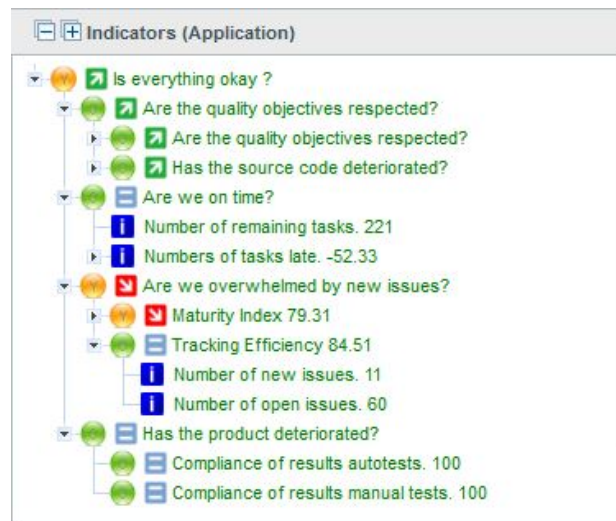 Indicators (Application)
Is everything okay ?
Are the quality objectives respected?
Are the quality objectives respected?
Has the source code deteriorated?
Are we on time?
Number of remaining tasks. 221
Numbers of tasks late. -52.33
Are we overwhelmed by new issues?
Maturity Index 79.31
Tracking Efficiency 84.51
Number of new issues. 11
Number of open issues. 60
Has the product deteriorated?
Compliance of results autotests. 100
Compliance of results manual tests. 100